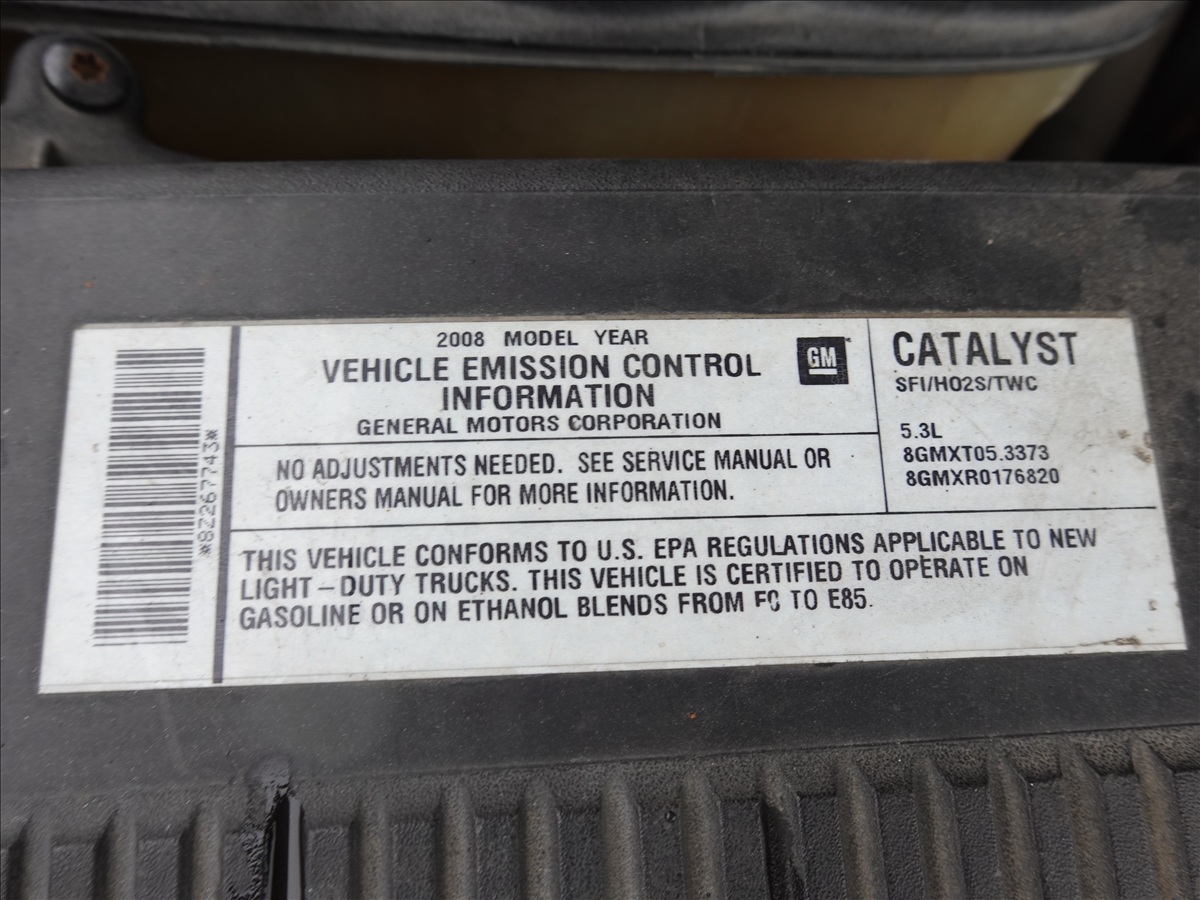 *82267743*
2008 MODEL YEAR
VEHICLE EMISSION CONTROL
INFORMATION
GENERAL MOTORS CORPORATION
GM
NO ADJUSTMENTS NEEDED. SEE SERVICE MANUAL OR
OWNERS MANUAL FOR MORE INFORMATION.
CATALYST
SFI/HO2S/TWC
5.3L
8GMXT05.3373
8GMXR0176820
THIS VEHICLE CONFORMS TO U.S. EPA REGULATIONS APPLICABLE TO NEW
LIGHT-DUTY TRUCKS. THIS VEHICLE IS CERTIFIED TO OPERATE ON
GASOLINE OR ON ETHANOL BLENDS FROM TO E85.